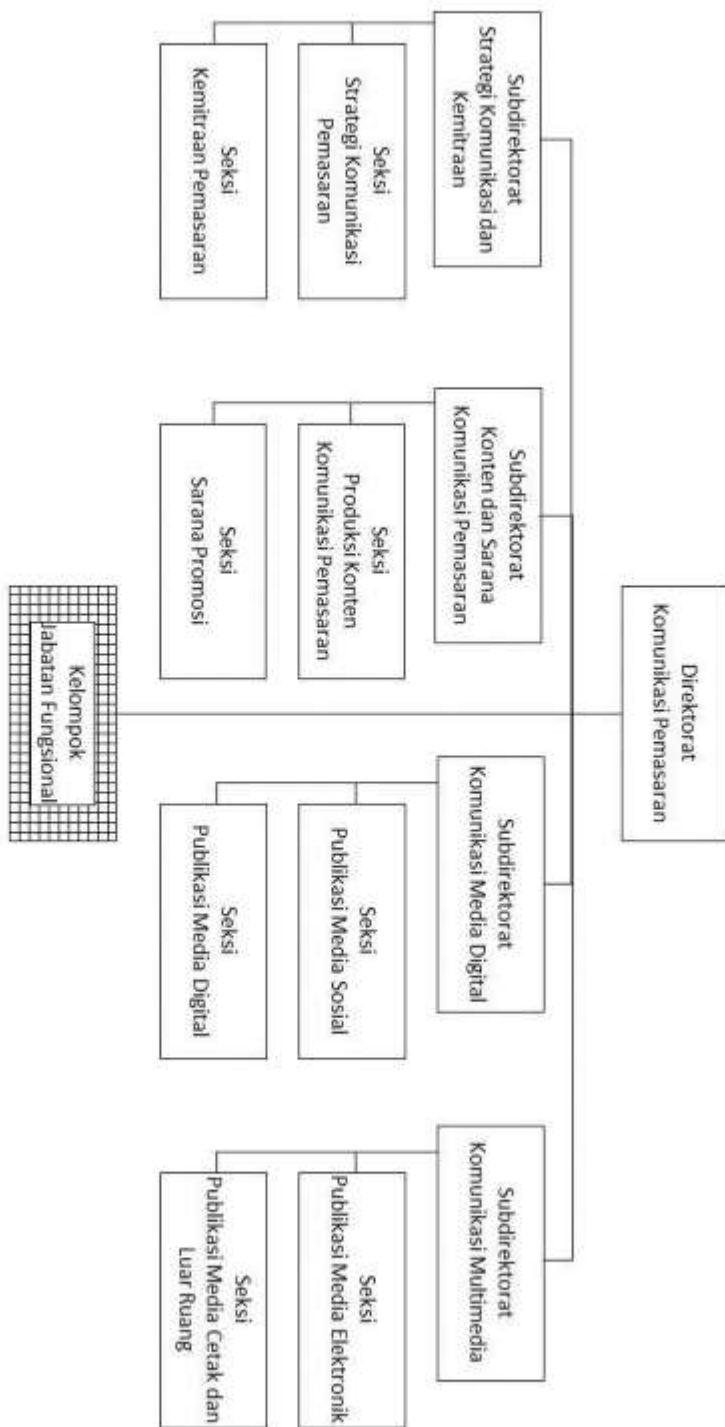 Direktorat
Komunikasi Pemasaran
Subdirektorat
Strategi Komunikasi dan
Kemitraan
Seksi
Strategi Komunikasi
Pemasaran
Seksi
Kemitraan Pemasaran
Subdirektorat
Konten dan Sarana
Komunikasi Pemasaran
Seksi
Produksi Konten
Komunikasi Pemasaran
Seksi
Sarana Promosi
Subdirektorat
Komunikasi Media Digital
Seksi
Publikasi Media Sosial
Seksi
Publikasi Media Digital
Subdirektorat
Komunikasi Multimedia
Seksi
Publikasi Media Elektronik
Seksi
Publikasi Media Cetak dan
Luar Ruang
Kelompok
Jabatan Fungsional